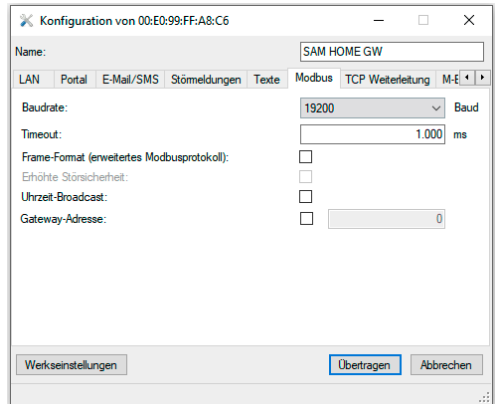 Konfiguration von 00:E0:99:FF:A8:C6
Name: SAM HOME GW
LAN Portal E-Mail/SMS Störmeldungen Texte Modbus TCP Weiterleitung
Baudrate: 19200 Baud
Timeout: 1.000 ms
Frame-Format (erweitertes Modbusprotokoll):
Erhöhte Störsicherheit:
Uhrzeit-Broadcast:
Gateway-Adresse: 0
Werkseinstellungen Übertragen Abbrechen